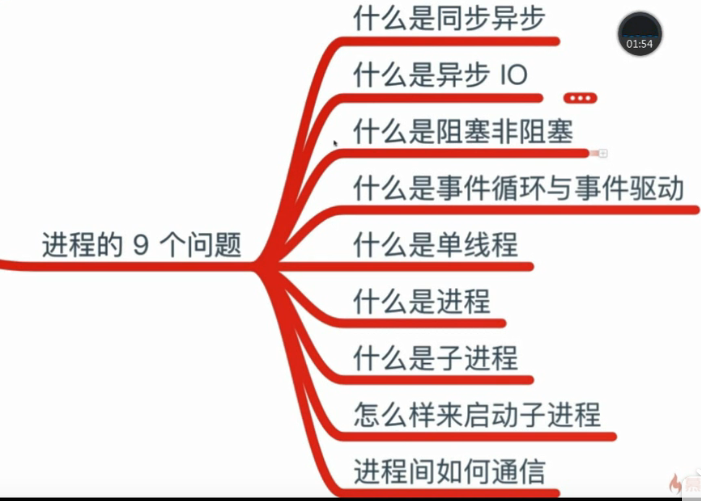 什么是同步异步
01:54
什么是异步 IO
什么是阻塞非阻塞
什么是事件循环与事件驱动
进程的 9 个问题
什么是单线程
什么是进程
什么是子进程
怎么样来启动子进程
进程间如何通信